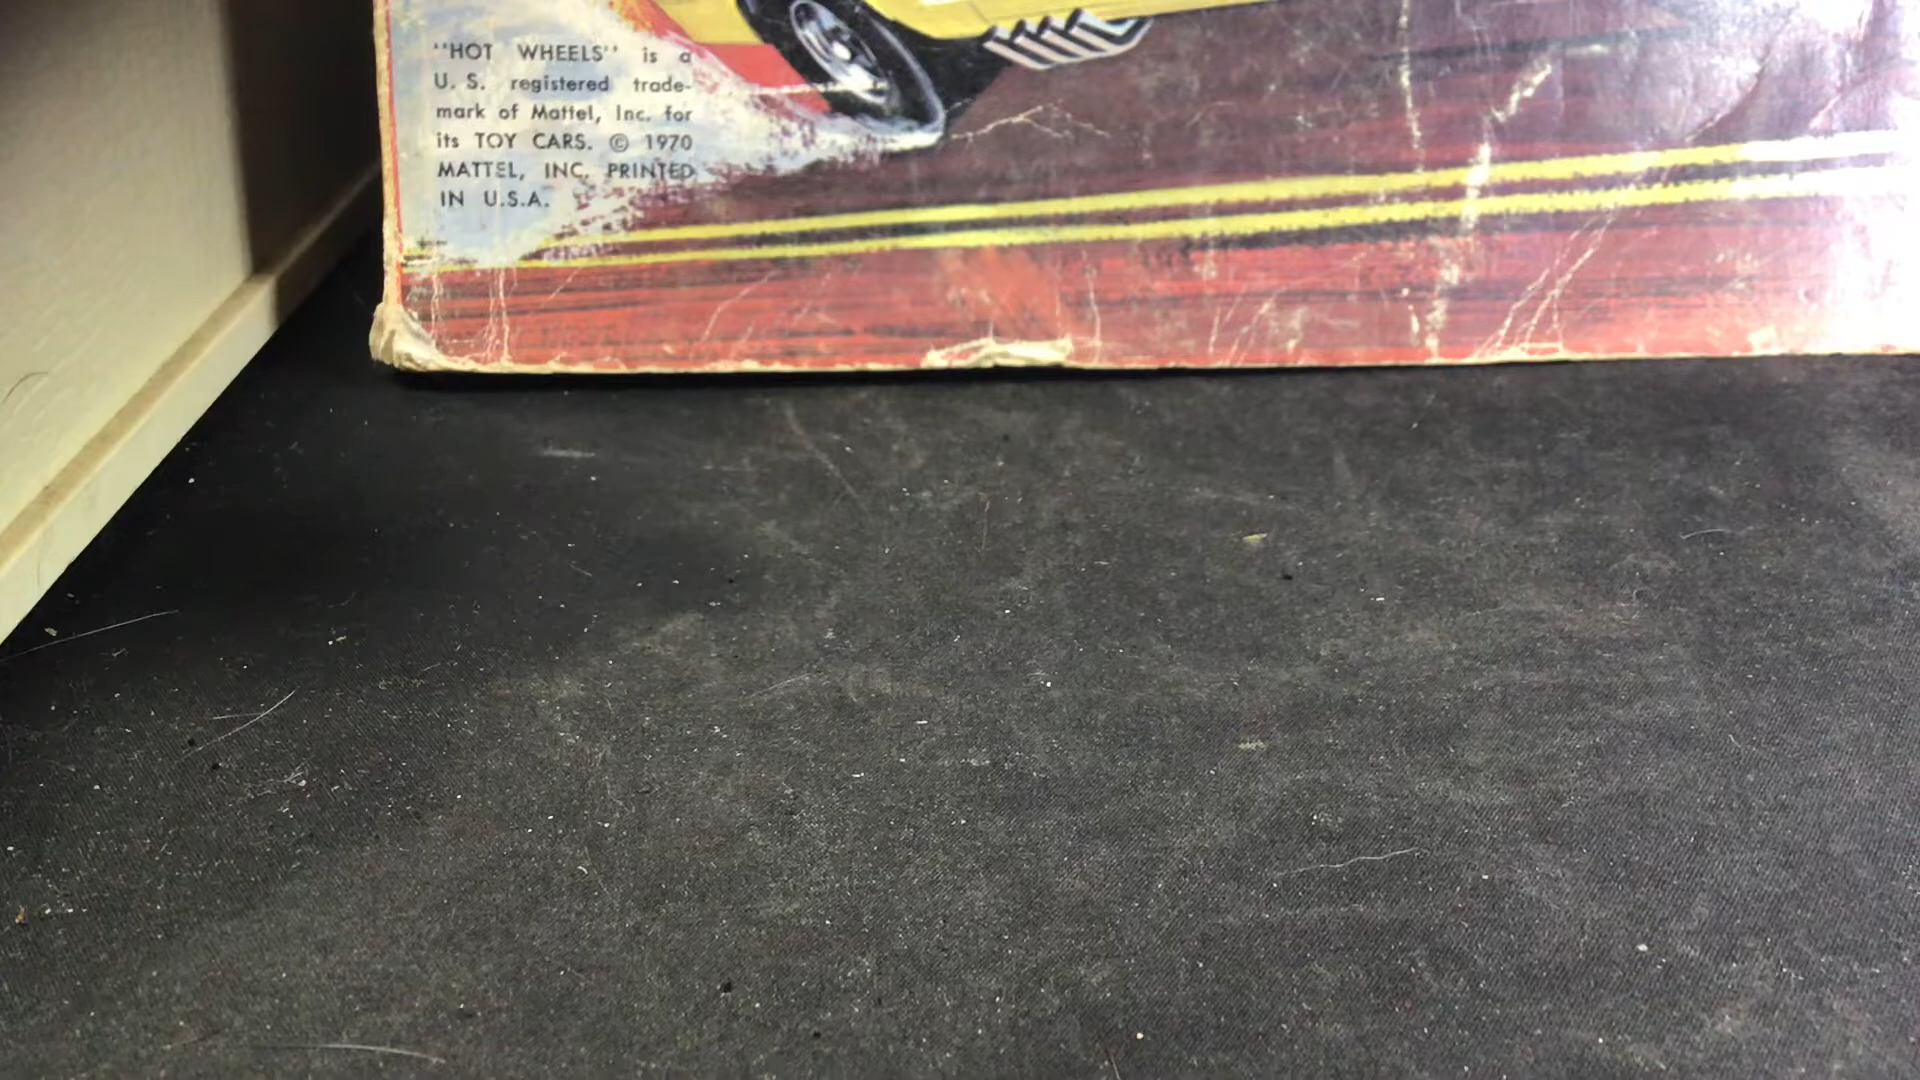 "HOT WHEELS" is a
U. S. registered trade-
mark of Mattel, Inc. for
its TOY CARS. © 1970
MATTEL, INC. PRINTED
IN U.S.A.